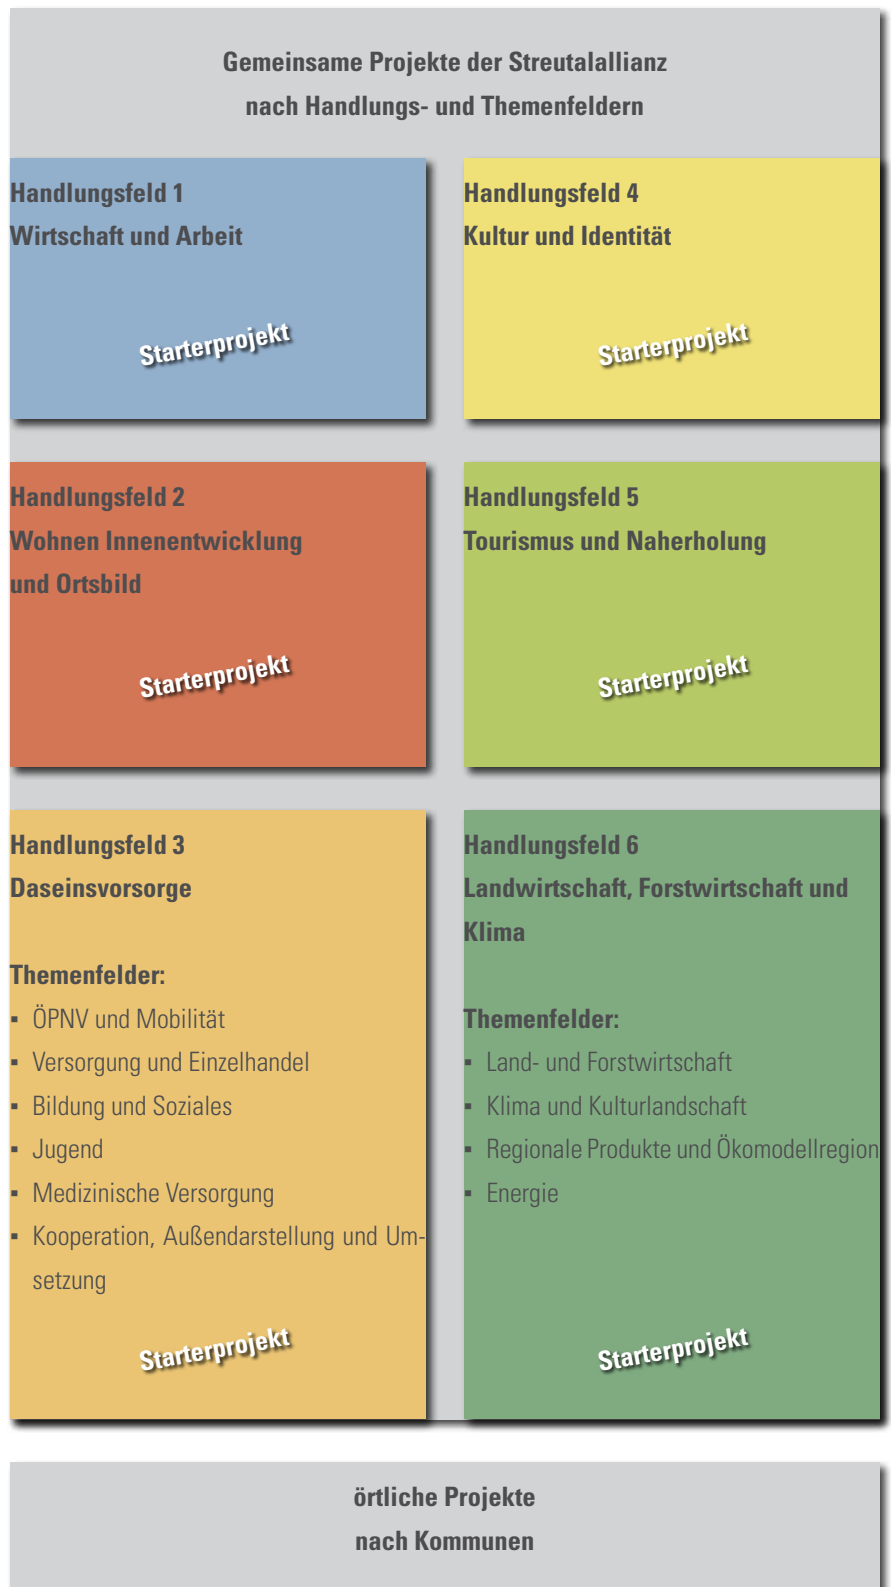 Gemeinsame Projekte der Streutalallianz
nach Handlungs- und Themenfeldern
Handlungsfeld 1
Wirtschaft und Arbeit
Starterprojekt
Handlungsfeld 4
Kultur und Identität
Starterprojekt
Handlungsfeld 2
Wohnen Innenentwicklung
und Ortsbild
Starterprojekt
Handlungsfeld 5
Tourismus und Naherholung
Starterprojekt
Handlungsfeld 3
Daseinsvorsorge
Themenfelder:
▪ ÖPNV und Mobilität
▪ Versorgung und Einzelhandel
▪ Bildung und Soziales
▪ Jugend
▪ Medizinische Versorgung
▪ Kooperation, Außendarstellung und Um-
setzung
Starterprojekt
Handlungsfeld 6
Landwirtschaft, Forstwirtschaft und
Klima
Themenfelder:
▪ Land- und Forstwirtschaft
▪ Klima und Kulturlandschaft
▪ Regionale Produkte und Ökomodellregion
▪ Energie
Starterprojekt
örtliche Projekte
nach Kommunen